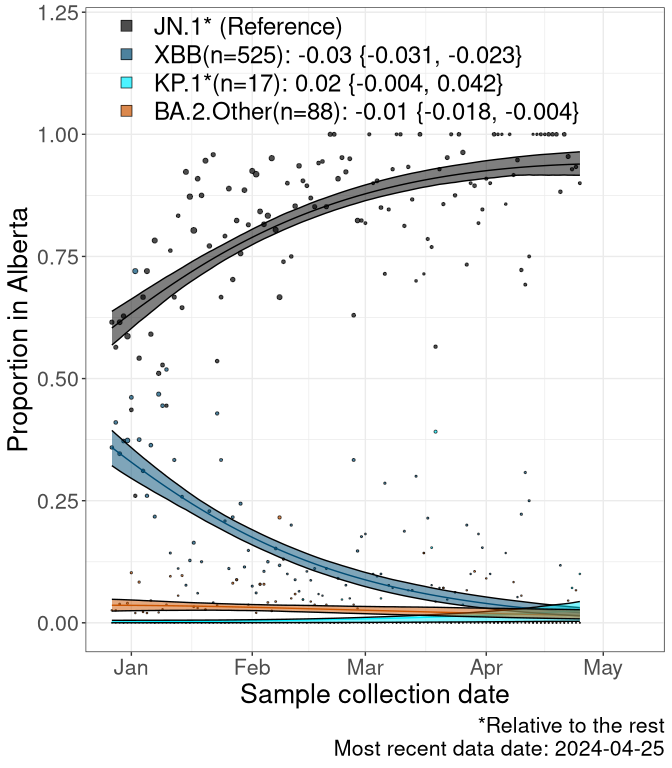 1.25
JN.1* (Reference)
XBB(n=525): -0.03 {-0.031, -0.023}
KP.1*(n=17): 0.02 {-0.004, 0.042}
BA.2.Other(n=88): -0.01 {-0.018, -0.004}
1.00
0.75
0.50
0.25
0.00
Proportion in Alberta
Jan Feb Mar Apr May
Sample collection date
*Relative to the rest
Most recent data date: 2024-04-25